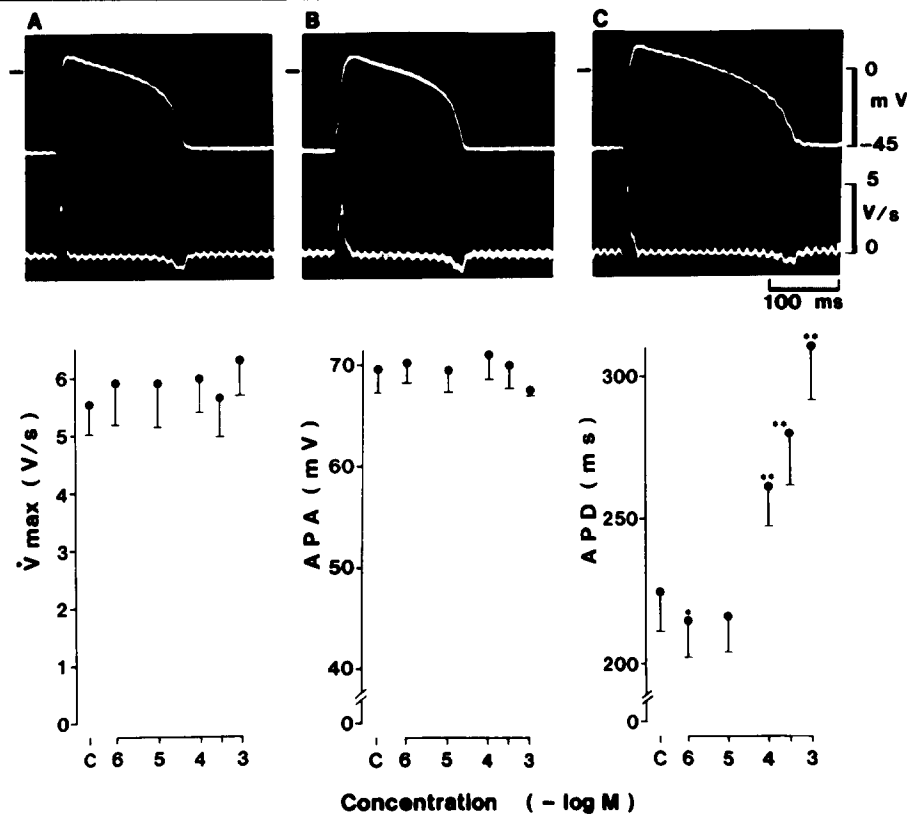 A
B
C
0
m V
-45
5
V/s
0
100 ms
V̇max ( V/s )
6
5
4
3
2
1
0
C 6 5 4 3
A P A ( m V )
70
60
50
40
0
C 6 5 4 3
A P D ( m s )
300
250
200
0
*
**
**
**
C 6 5 4 3
Concentration ( - log M )